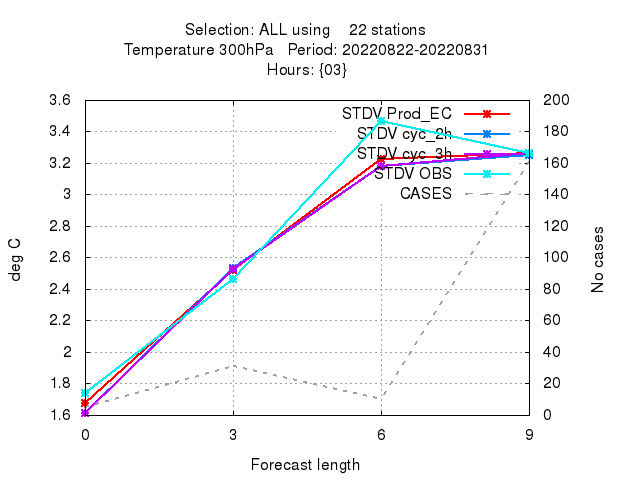 Selection: ALL using 22 stations
Temperature 300hPa Period: 20220822-20220831
Hours: {03}
3.6
3.4
3.2
3
2.8
2.6
2.4
2.2
2
1.8
1.6
200
180
160
140
120
100
80
60
40
20
0
STDV Prod_EC
STDV cyc_2h
STDV cyc_3h
STDV OBS
CASES
deg C
No cases
0 3 6 9
Forecast length